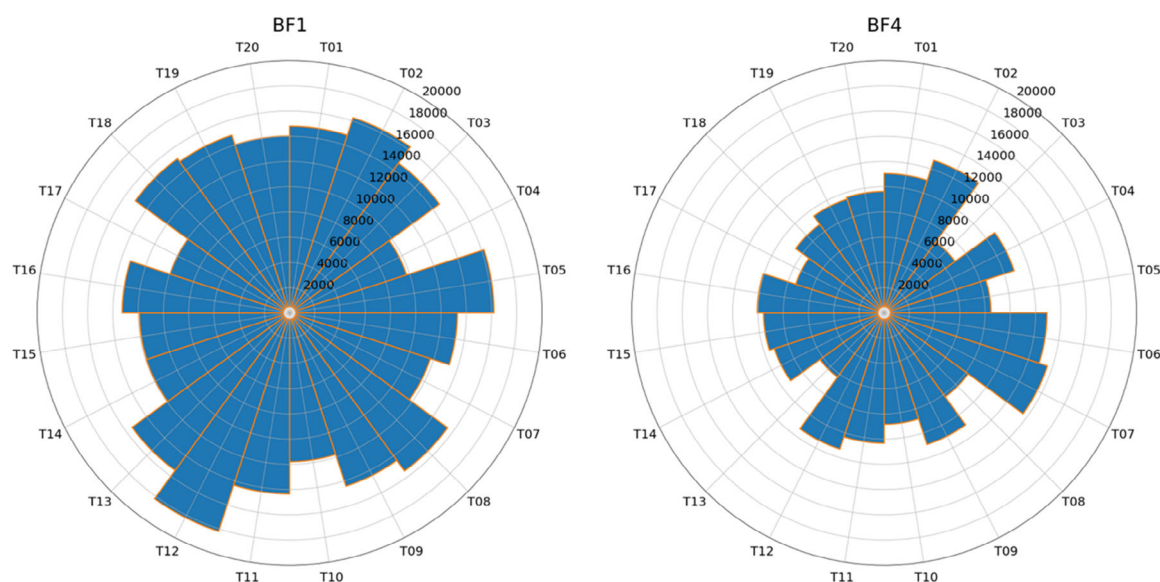 BF1
T20 T01
T19 T02
20000
T18 18000 T03
16000
14000
T17 12000 T04
10000
8000
6000
T16 4000 T05
2000
T15 T06
T14 T07
T13 T08
T12 T09
T11 T10
BF4
T20 T01
T19 T02
20000
T18 18000 T03
16000
14000
T17 12000 T04
10000
8000
6000
T16 4000 T05
2000
T15 T06
T14 T07
T13 T08
T12 T09
T11 T10